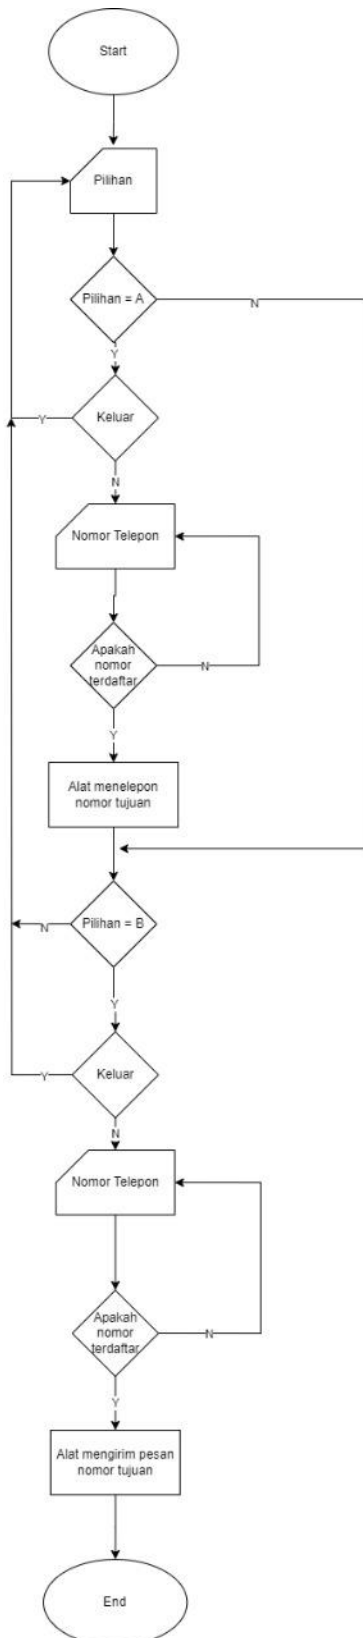 Start
Pilihan
Pilihan = A
N
Y
Keluar
Y
N
Nomor Telepon
Apakah
nomor
terdaftar
N
Y
Alat menelepon
nomor tujuan
Pilihan = B
N
Y
Keluar
Y
N
Nomor Telepon
Apakah
nomor
terdaftar
N
Y
Alat mengirim pesan
nomor tujuan
End